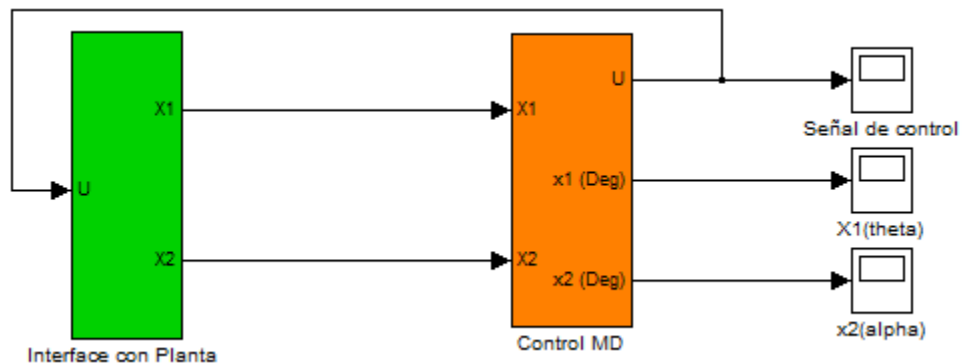 U
X1
X1
U
Señal de control
U
x1 (Deg)
X1(theta)
X2
X2
x2 (Deg)
x2(alpha)
Interface con Planta
Control MD